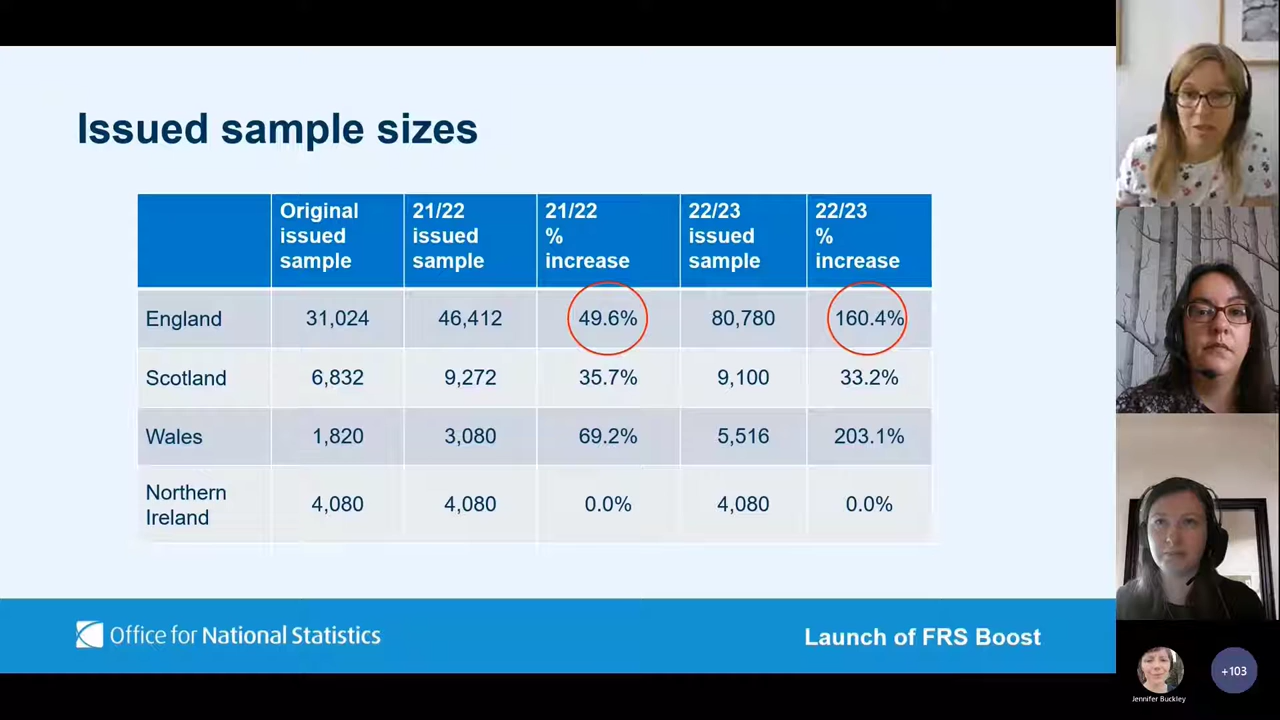 Issued sample sizes
Original issued sample
21/22 issued sample
21/22 % increase
22/23 issued sample
22/23 % increase
England 31,024 46,412 49.6% 80,780 160.4%
Scotland 6,832 9,272 35.7% 9,100 33.2%
Wales 1,820 3,080 69.2% 5,516 203.1%
Northern Ireland 4,080 4,080 0.0% 4,080 0.0%
Office for National Statistics
Launch of FRS Boost
+103
Jennifer Buckley